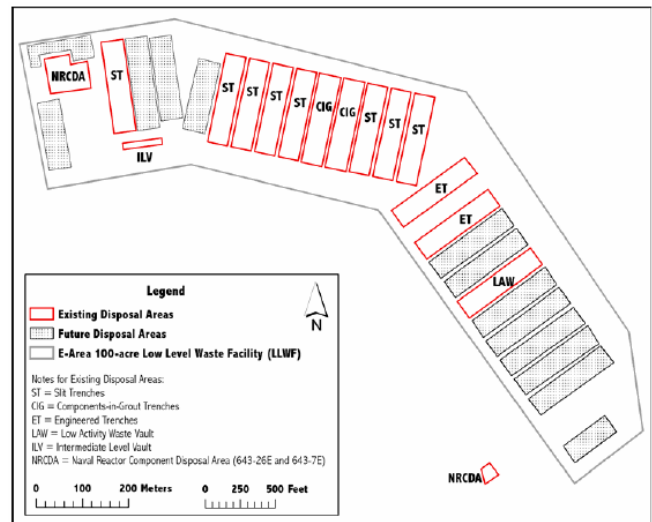 NRCDA
ST
ILV
ST
ST
ST
ST
CIG
CIG
ST
ST
ST
ET
ET
LAW
NRCDA
Legend
Existing Disposal Areas
Future Disposal Areas
E-Area 100-acre Low Level Waste Facility (LLWF)
N
Notes for Existing Disposal Areas:
ST = Slit Trenches
CIG = Components-in-Grout Trenches
ET = Engineered Trenches
LAW = Low Activity Waste Vault
ILV = Intermediate Level Vault
NRCDA = Naval Reactor Component Disposal Area (643-26E and 643-7E)
0 100 200 Meters
0 250 500 Feet